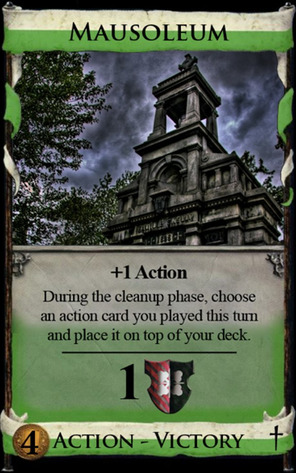 MAUSOLEUM
+1 Action
During the cleanup phase, choose
an action card you played this turn
and place it on top of your deck.
1
4 ACTION - VICTORY †